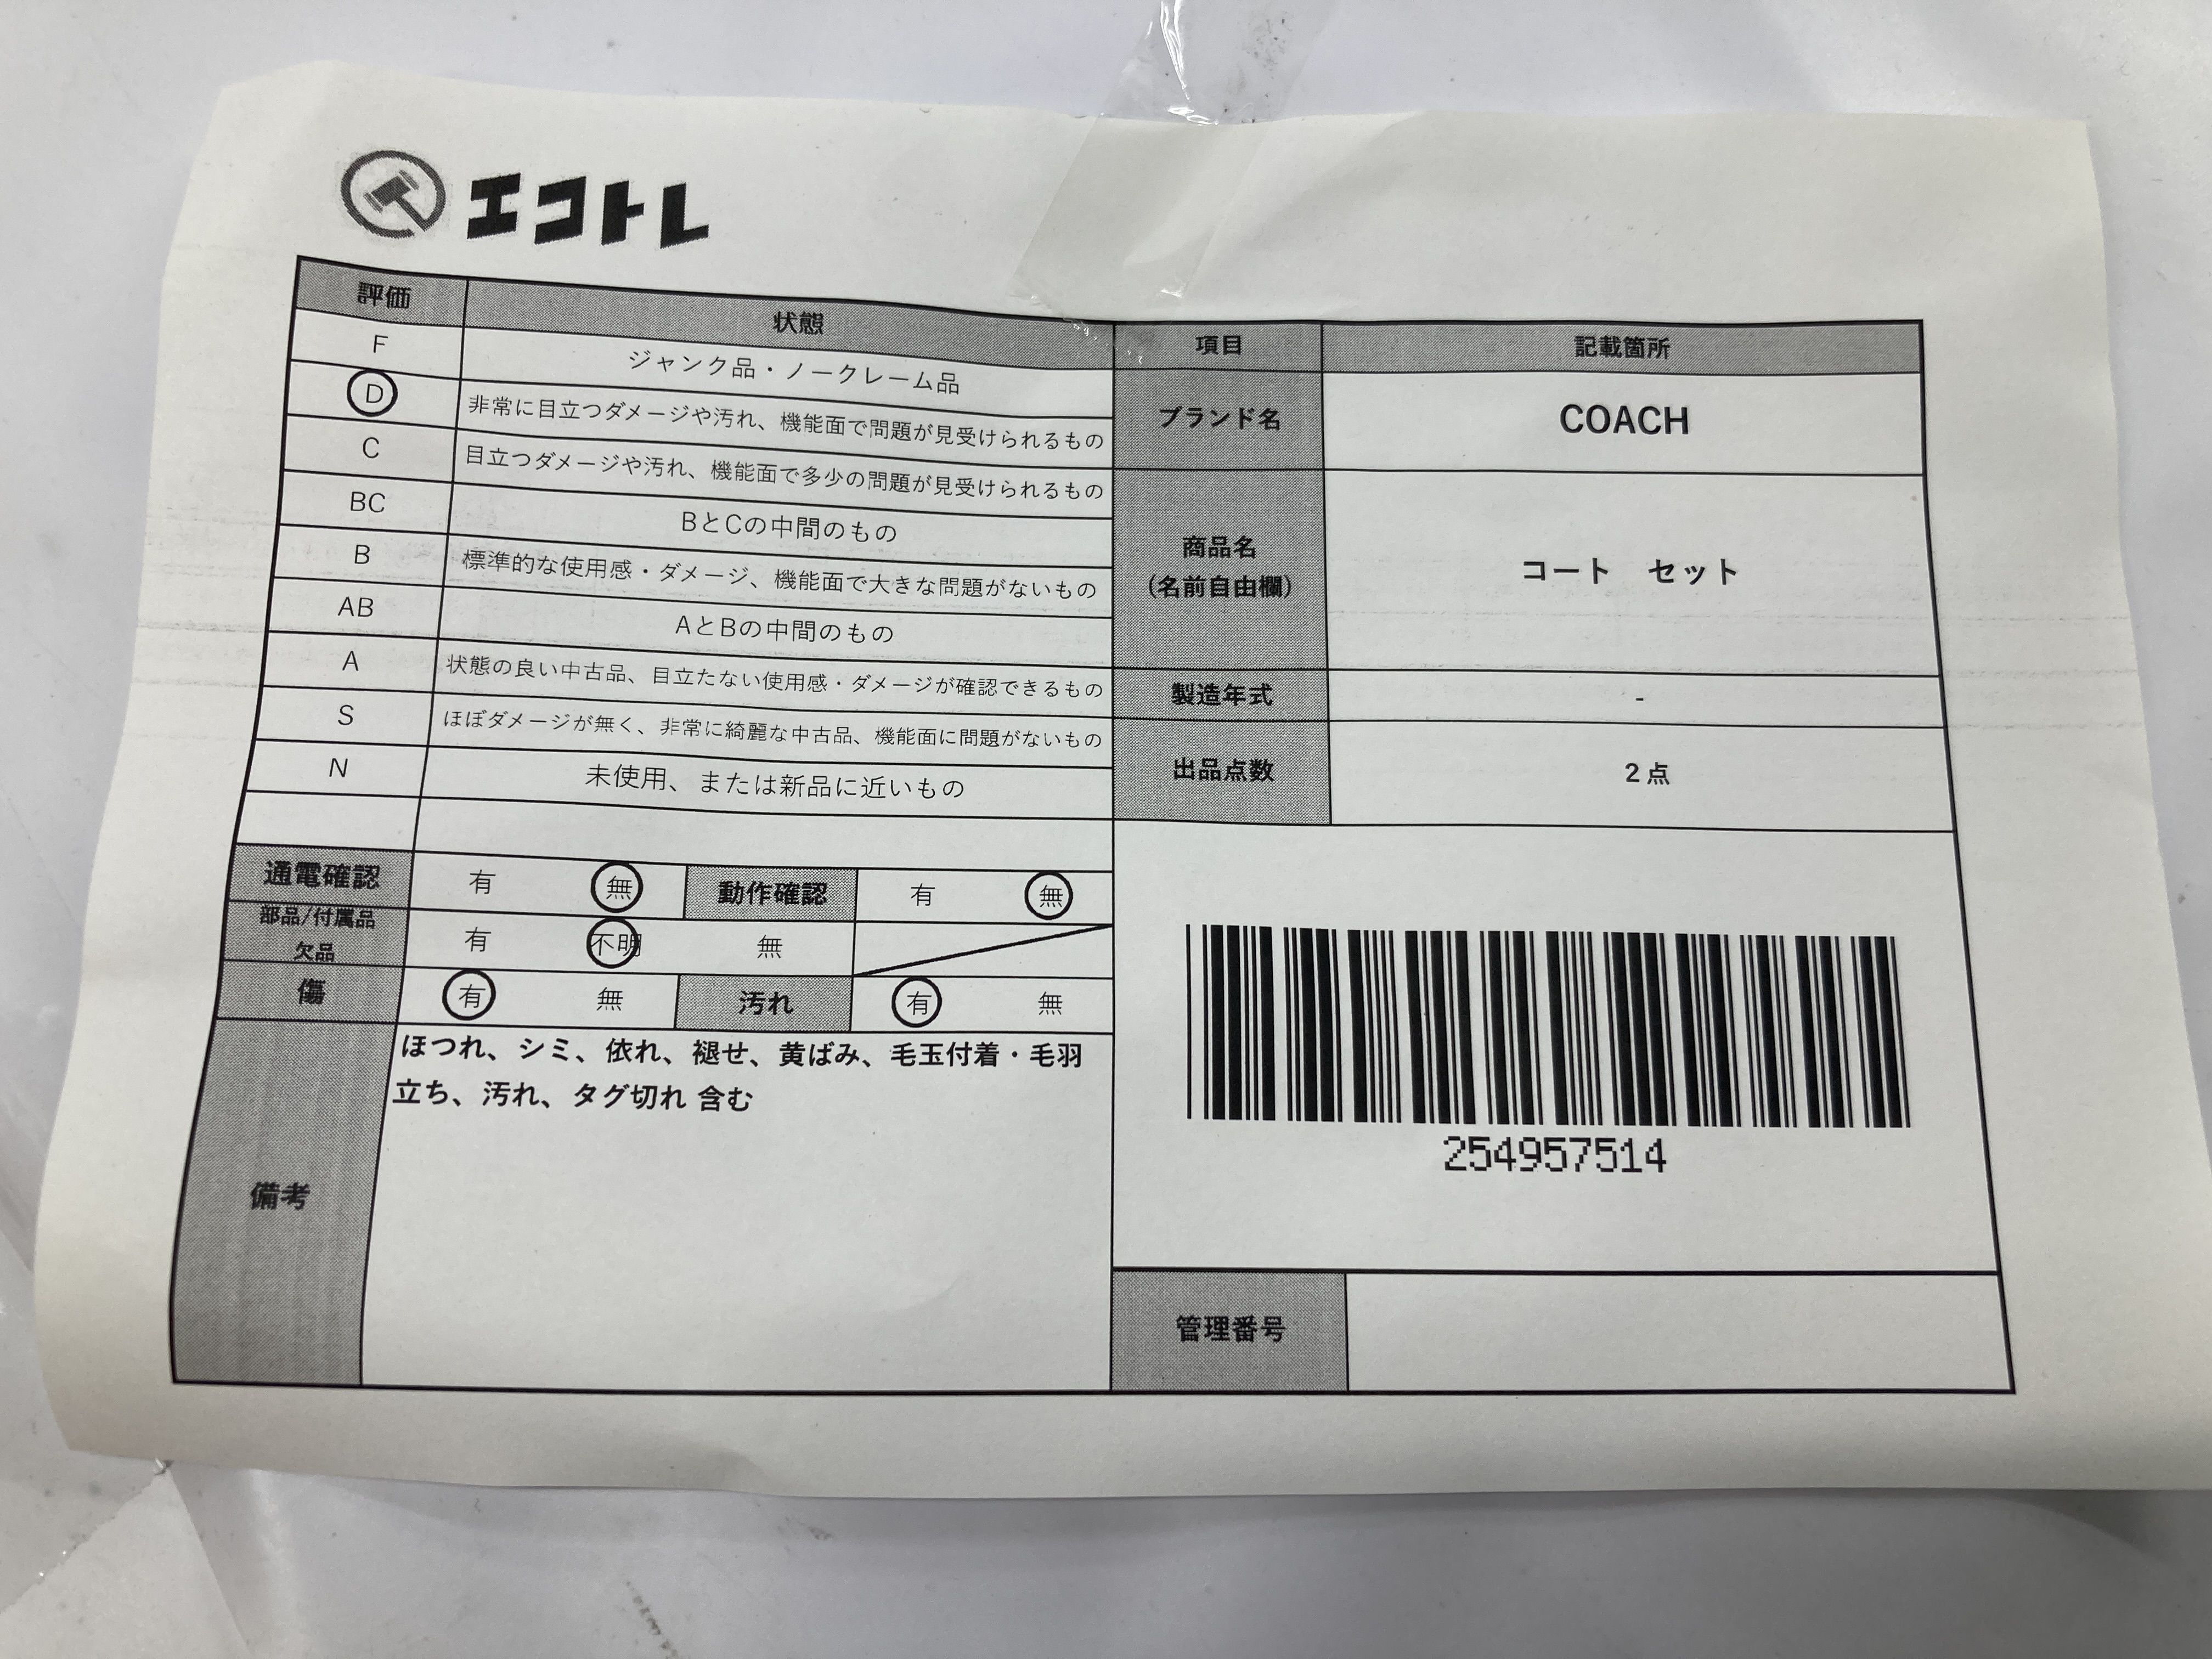 エコトレ
評価 状態
F ジャンク品・ノークレーム品
D 非常に目立つダメージや汚れ、機能面で問題が見受けられるもの
C 目立つダメージや汚れ、機能面で多少の問題が見受けられるもの
BC BとCの中間のもの
B 標準的な使用感・ダメージ、機能面で大きな問題がないもの
AB AとBの中間のもの
A 状態の良い中古品、目立たない使用感・ダメージが確認できるもの
S ほぼダメージが無く、非常に綺麗な中古品、機能面に問題がないもの
N 未使用、または新品に近いもの
通電確認 有 無 動作確認 有 無
部品/付属品
欠品 有 不明 無
傷 有 無 汚れ 有 無
備考
ほつれ、シミ、依れ、褪せ、黄ばみ、毛玉付着・毛羽
立ち、汚れ、タグ切れ 含む
項目 記載箇所
ブランド名 COACH
商品名
（名前自由欄） コート　セット
製造年式 -
出品点数 2 点
254957514
管理番号